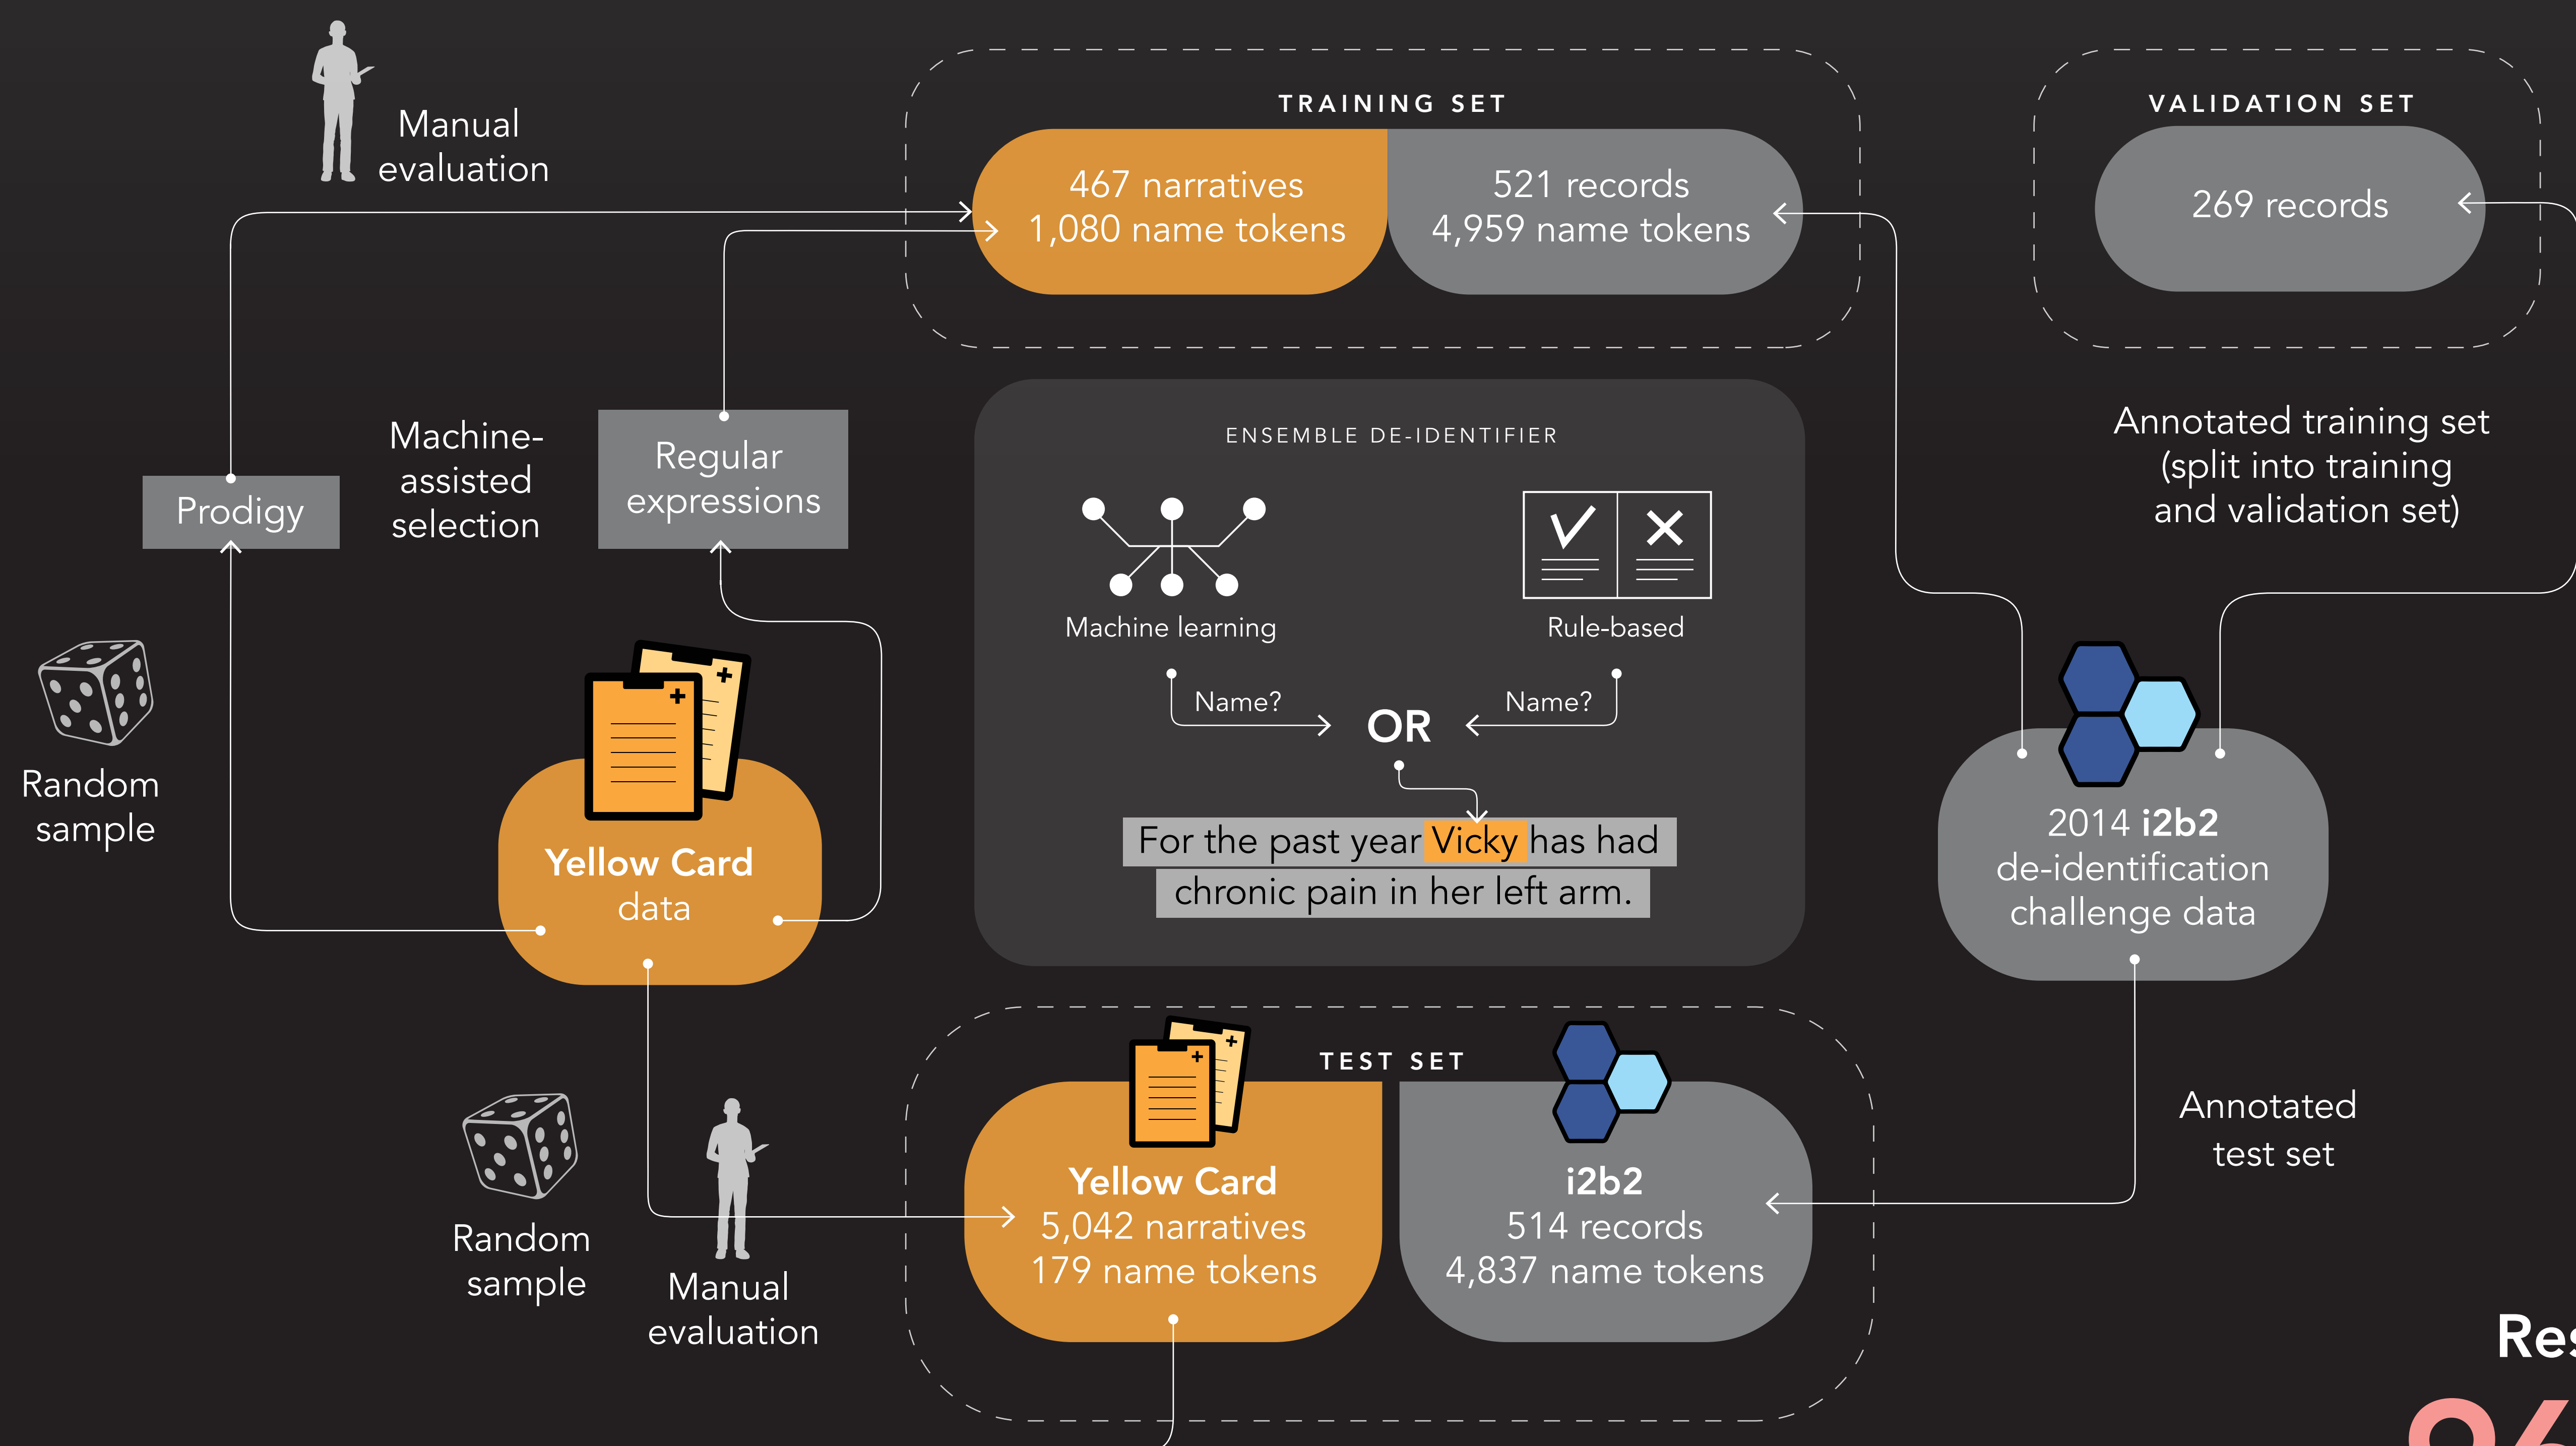 Manual
evaluation
TRAINING SET
467 narratives
1,080 name tokens
521 records
4,959 name tokens
VALIDATION SET
269 records
Prodigy
Machine-
assisted
selection
Regular
expressions
Annotated training set
(split into training
and validation set)
Random
sample
Yellow Card
data
ENSEMBLE DE-IDENTIFIER
Machine learning
Rule-based
Name?
OR
Name?
For the past year Vicky has had
chronic pain in her left arm.
2014 i2b2
de-identification
challenge data
Random
sample
Manual
evaluation
TEST SET
Yellow Card
5,042 narratives
179 name tokens
i2b2
514 records
4,837 name tokens
Annotated
test set